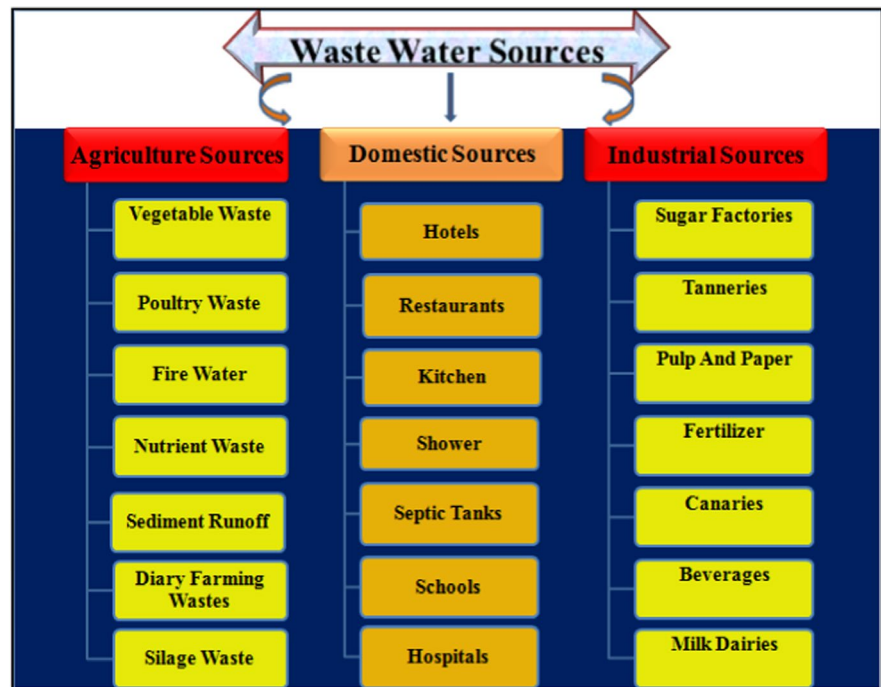 Waste Water Sources
Agriculture Sources
Vegetable Waste
Poultry Waste
Fire Water
Nutrient Waste
Sediment Runoff
Diary Farming
Wastes
Silage Waste
Domestic Sources
Hotels
Restaurants
Kitchen
Shower
Septic Tanks
Schools
Hospitals
Industrial Sources
Sugar Factories
Tanneries
Pulp And Paper
Fertilizer
Canaries
Beverages
Milk Dairies